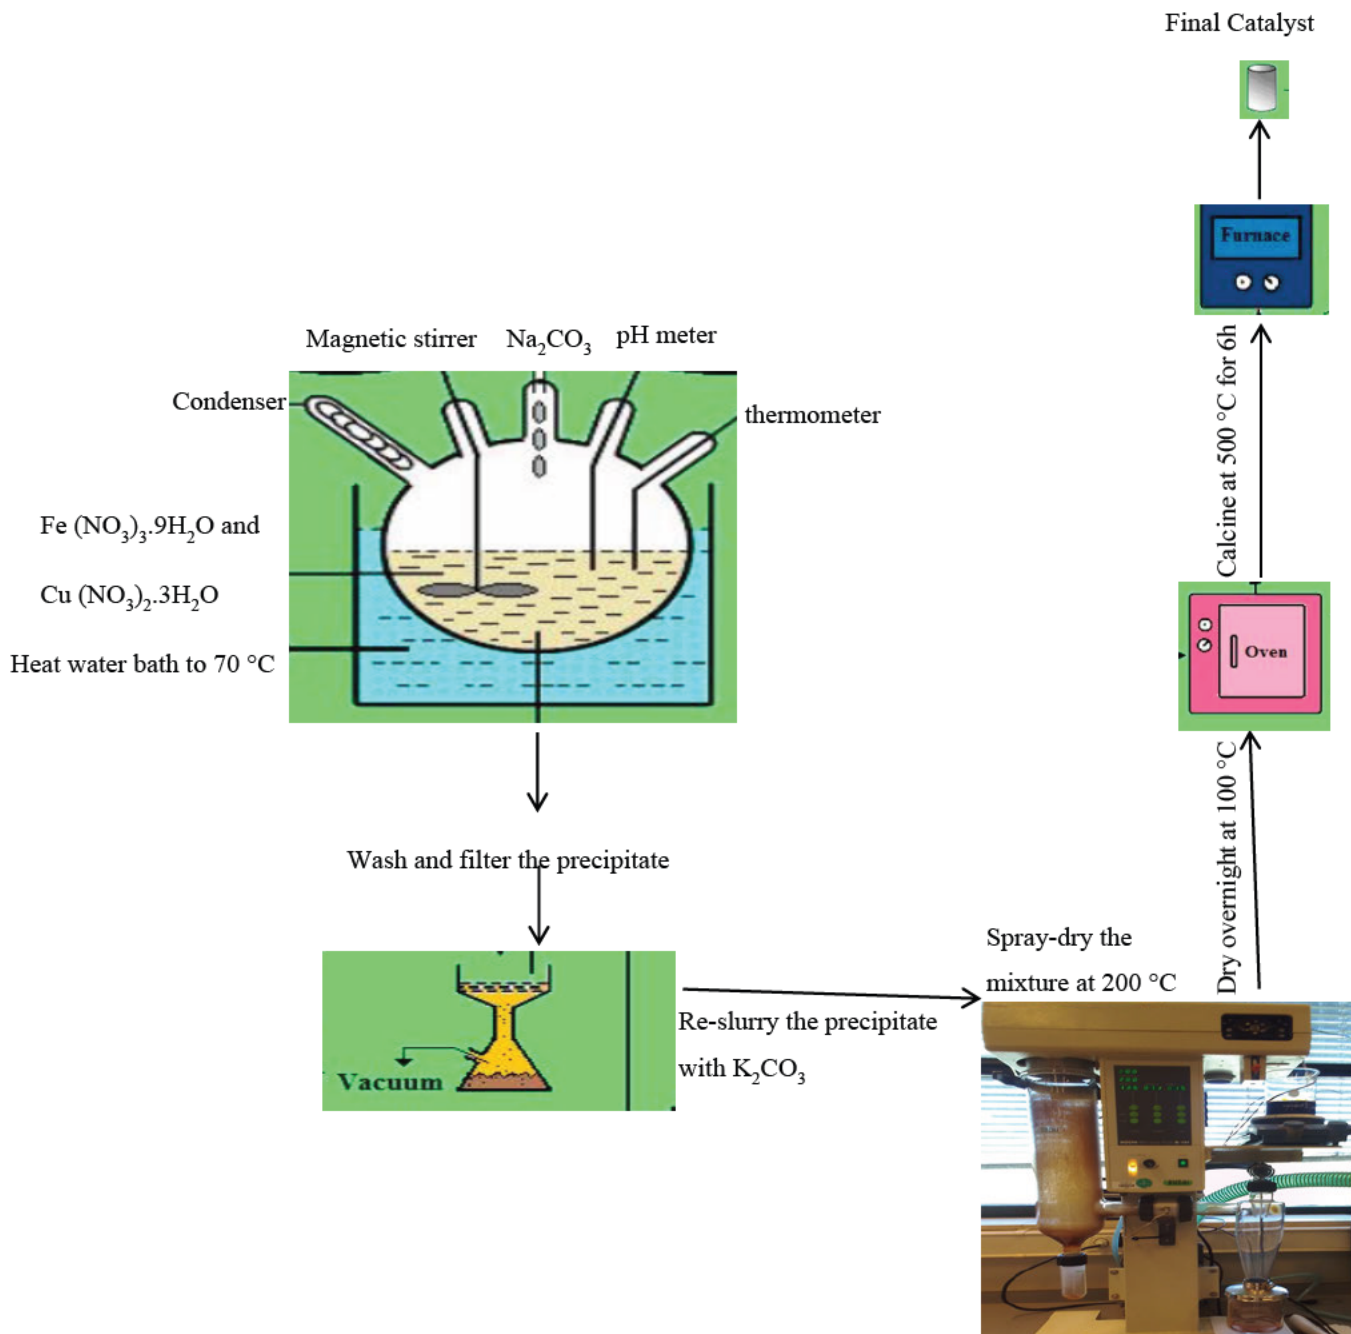 Final Catalyst
Furnace
Calcine at 500 °C for 6h
Magnetic stirrer
Na₂CO₃
pH meter
Condenser
thermometer
Fe (NO₃)₃.9H₂O and
Cu (NO₃)₂.3H₂O
Heat water bath to 70 °C
Oven
Dry overnight at 100 °C
Wash and filter the precipitate
Vacuum
Re-slurry the precipitate
with K₂CO₃
Spray-dry the
mixture at 200 °C